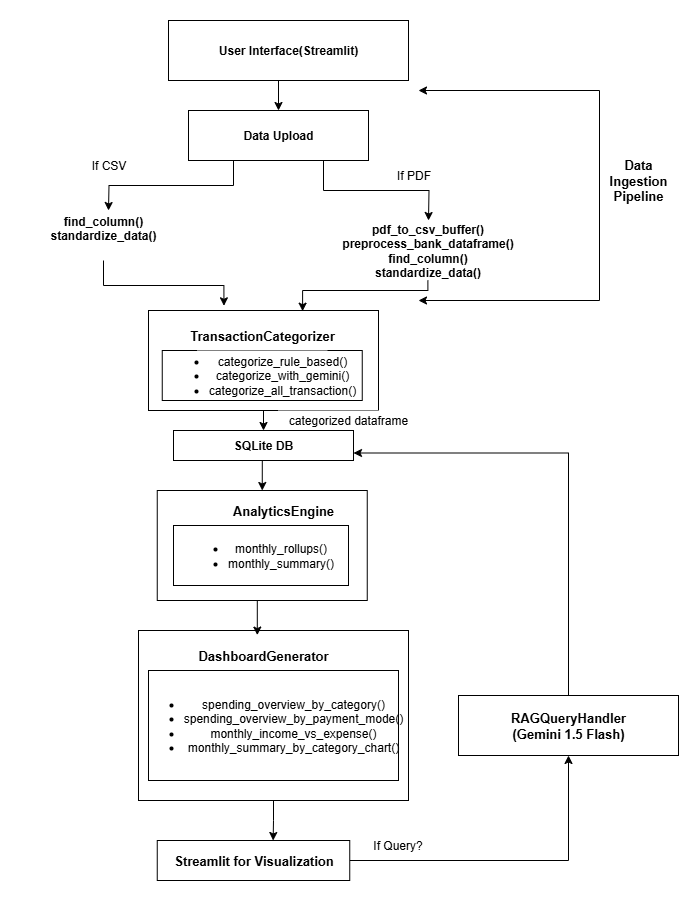 User Interface(Streamlit)
Data Upload
If CSV
If PDF
Data
Ingestion
Pipeline
find_column()
standardize_data()
pdf_to_csv_buffer()
preprocess_bank_dataframe()
find_column()
standardize_data()
TransactionCategorizer
• categorize_rule_based()
• categorize_with_gemini()
• categorize_all_transaction()
categorized dataframe
SQLite DB
AnalyticsEngine
• monthly_rollups()
• monthly_summary()
DashboardGenerator
• spending_overview_by_category()
• spending_overview_by_payment_mode()
• monthly_income_vs_expense()
• monthly_summary_by_category_chart()
RAGQueryHandler
(Gemini 1.5 Flash)
If Query?
Streamlit for Visualization